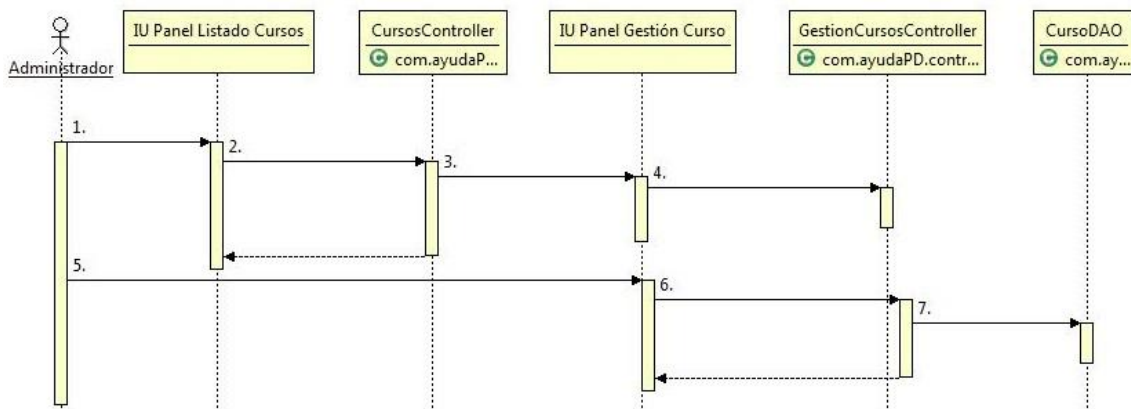 Administrador
IU Panel Listado Cursos
CursosController
com.ayudaP...
IU Panel Gestión Curso
GestionCursosController
com.ayudaPD.contr...
CursoDAO
com.ay...
1.
2.
3.
4.
5.
6.
7.